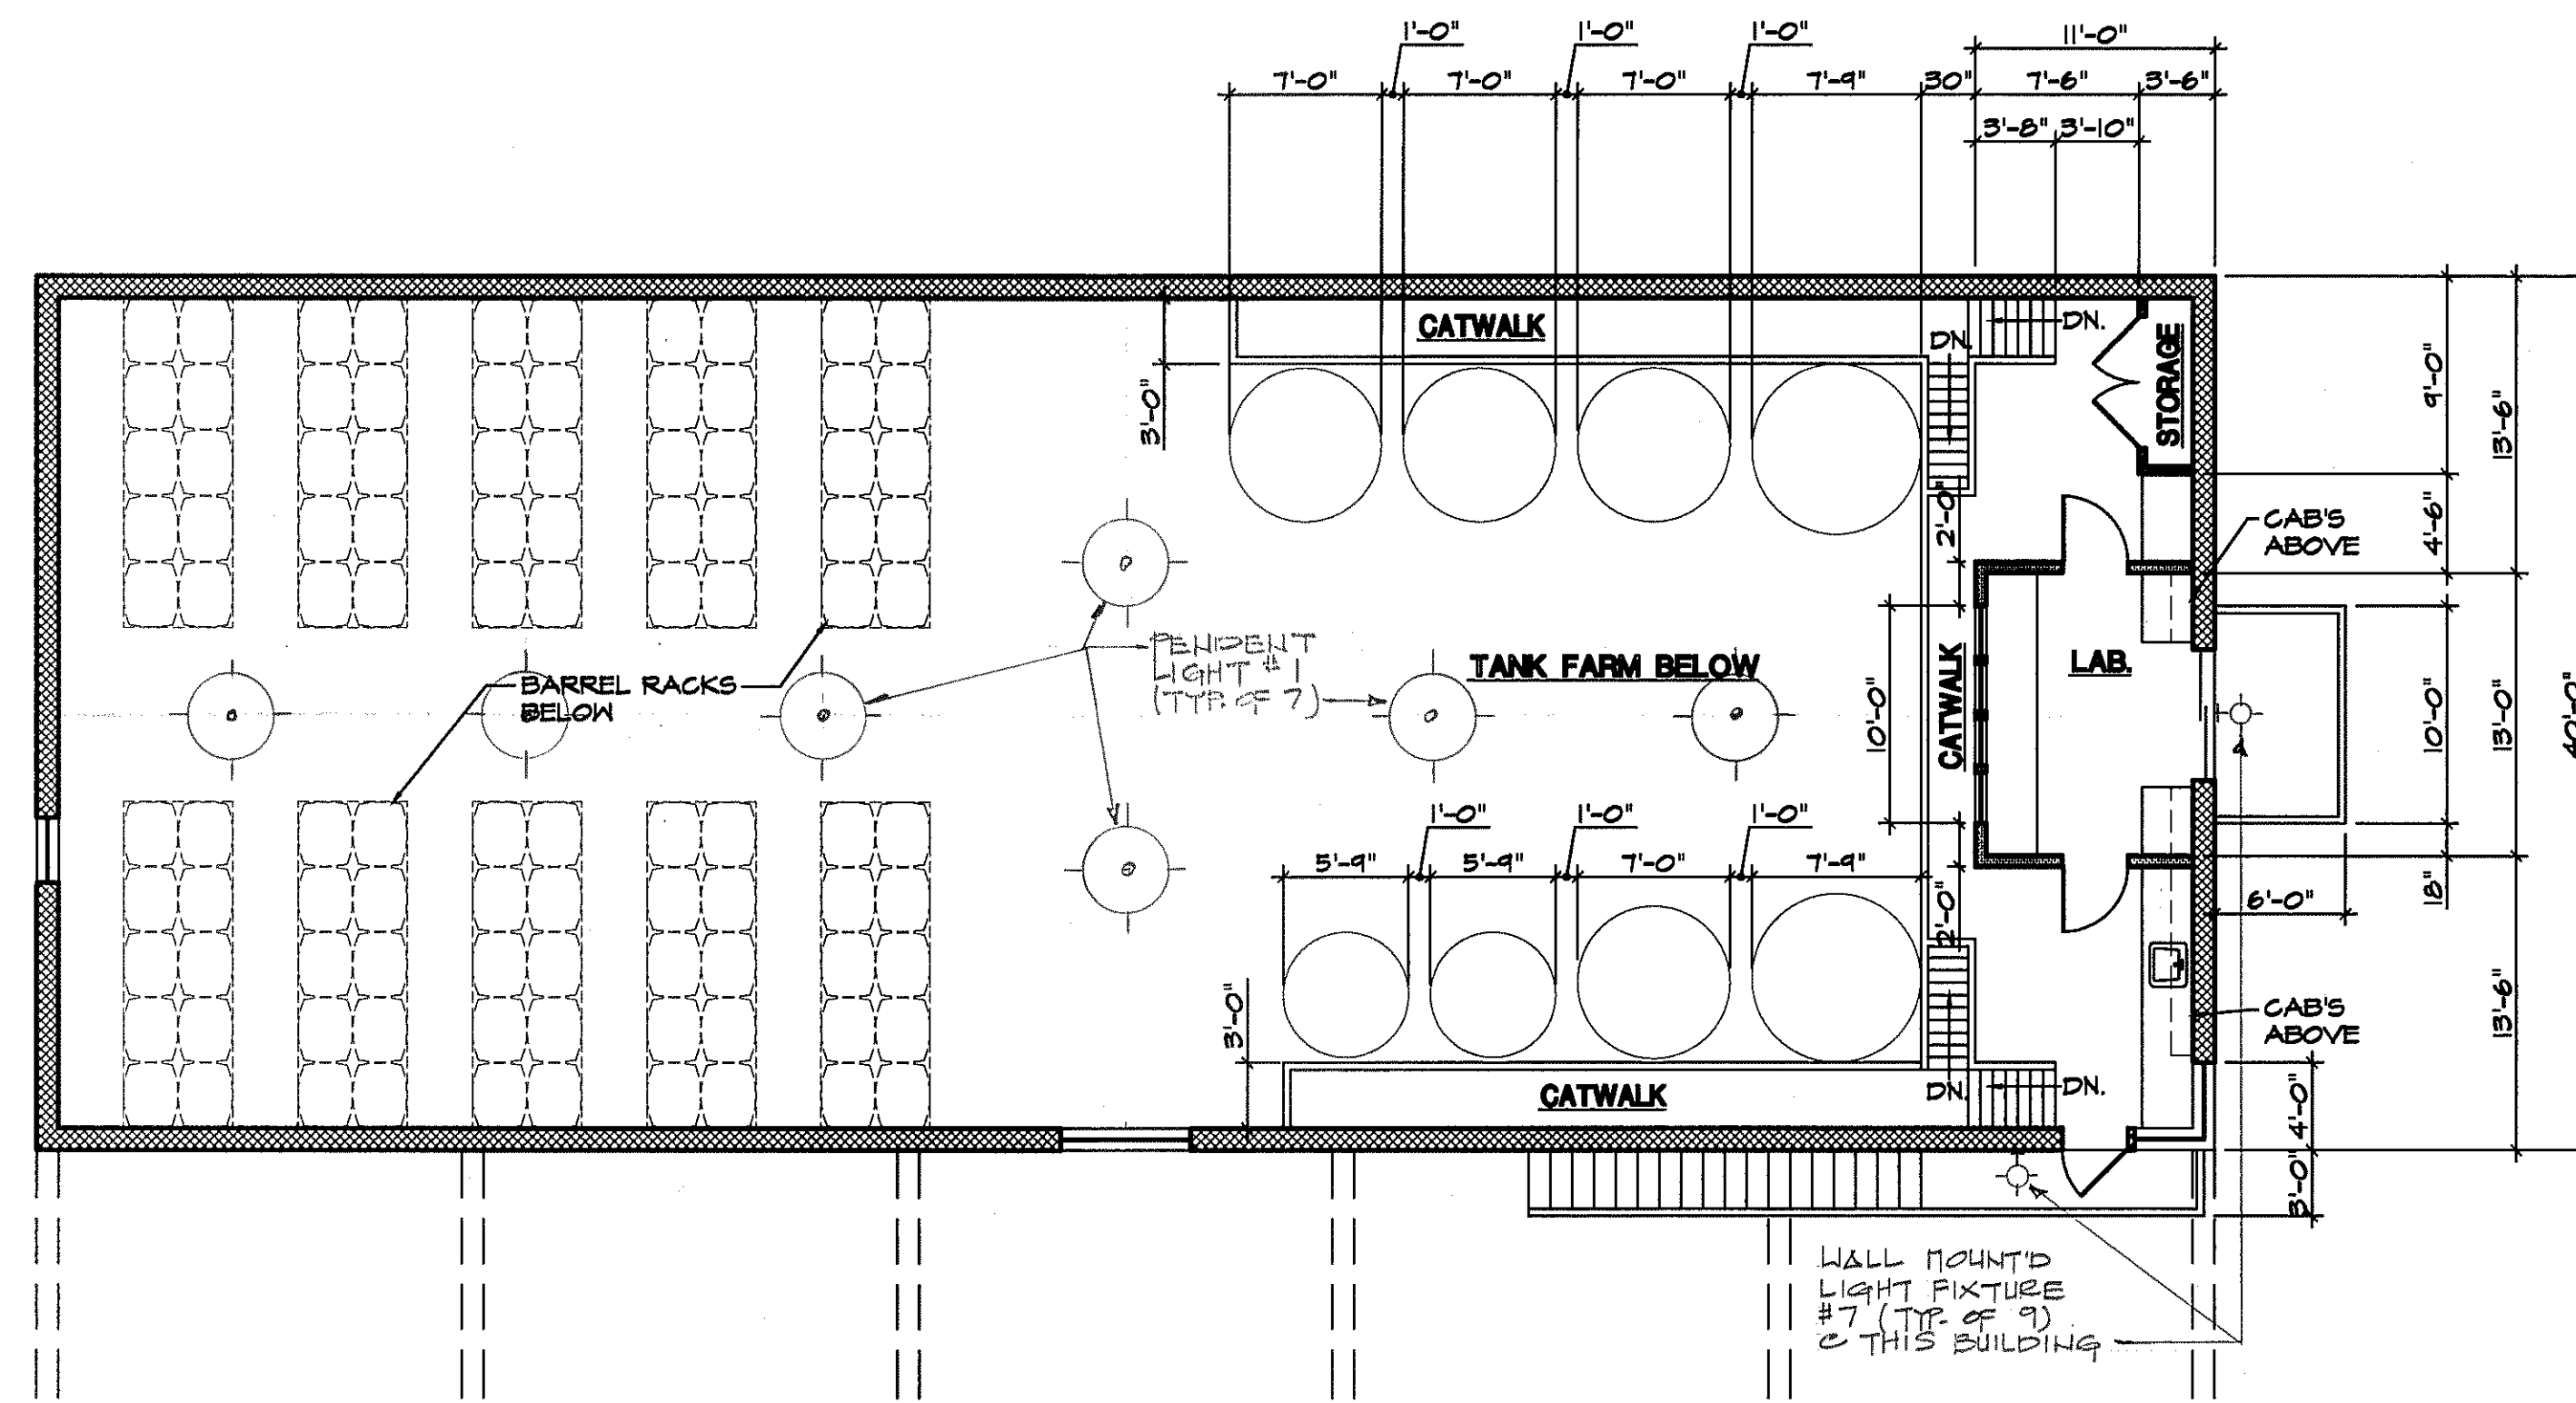 1'-0" 1'-0" 1'-0" 11'-0"
7'-0" 7'-0" 7'-0" 7'-9" 30" 7'-6" 3'-6"
3'-8" 3'-10"
CATWALK
DN.
DN.
STORAGE
3'-0"
9'-0"
13'-6"
2'-0"
CAB'S
ABOVE
4'-6"
PENDENT
LIGHT #1
(TYP. OF 7)
TANK FARM BELOW
CATWALK
LAB.
BARREL RACKS
BELOW
10'-0"
10'-0"
13'-0"
40'-0"
1'-0" 1'-0" 1'-0"
5'-9" 5'-9" 7'-0" 7'-9"
2'-0"
18"
6'-0"
3'-0"
13'-6"
CAB'S
ABOVE
CATWALK
DN.
DN.
4'-0"
3'-0"
WALL MOUNT'D
LIGHT FIXTURE
#7 (TYP. OF 9)
@ THIS BUILDING